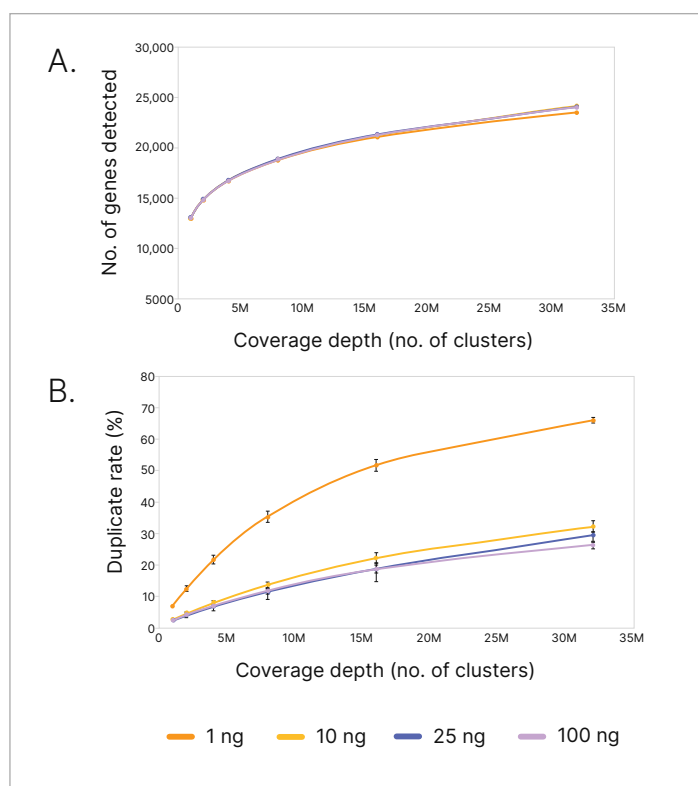 A.
No. of genes detected
30,000
25,000
20,000
15,000
10,000
5000
0 5M 10M 15M 20M 25M 30M 35M
Coverage depth (no. of clusters)
B.
Duplicate rate (%)
80
70
60
50
40
30
20
10
0
0 5M 10M 15M 20M 25M 30M 35M
Coverage depth (no. of clusters)
1 ng 10 ng 25 ng 100 ng